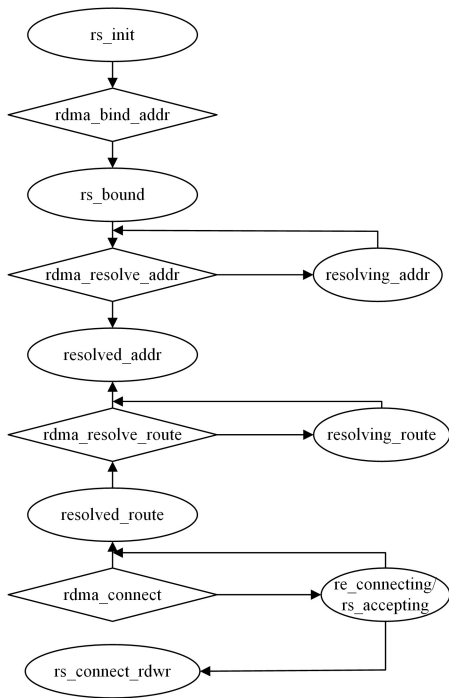 rs_init
rdma_bind_addr
rs_bound
rdma_resolve_addr
resolving_addr
resolved_addr
rdma_resolve_route
resolving_route
resolved_route
rdma_connect
re_connecting/
rs_accepting
rs_connect_rdwr